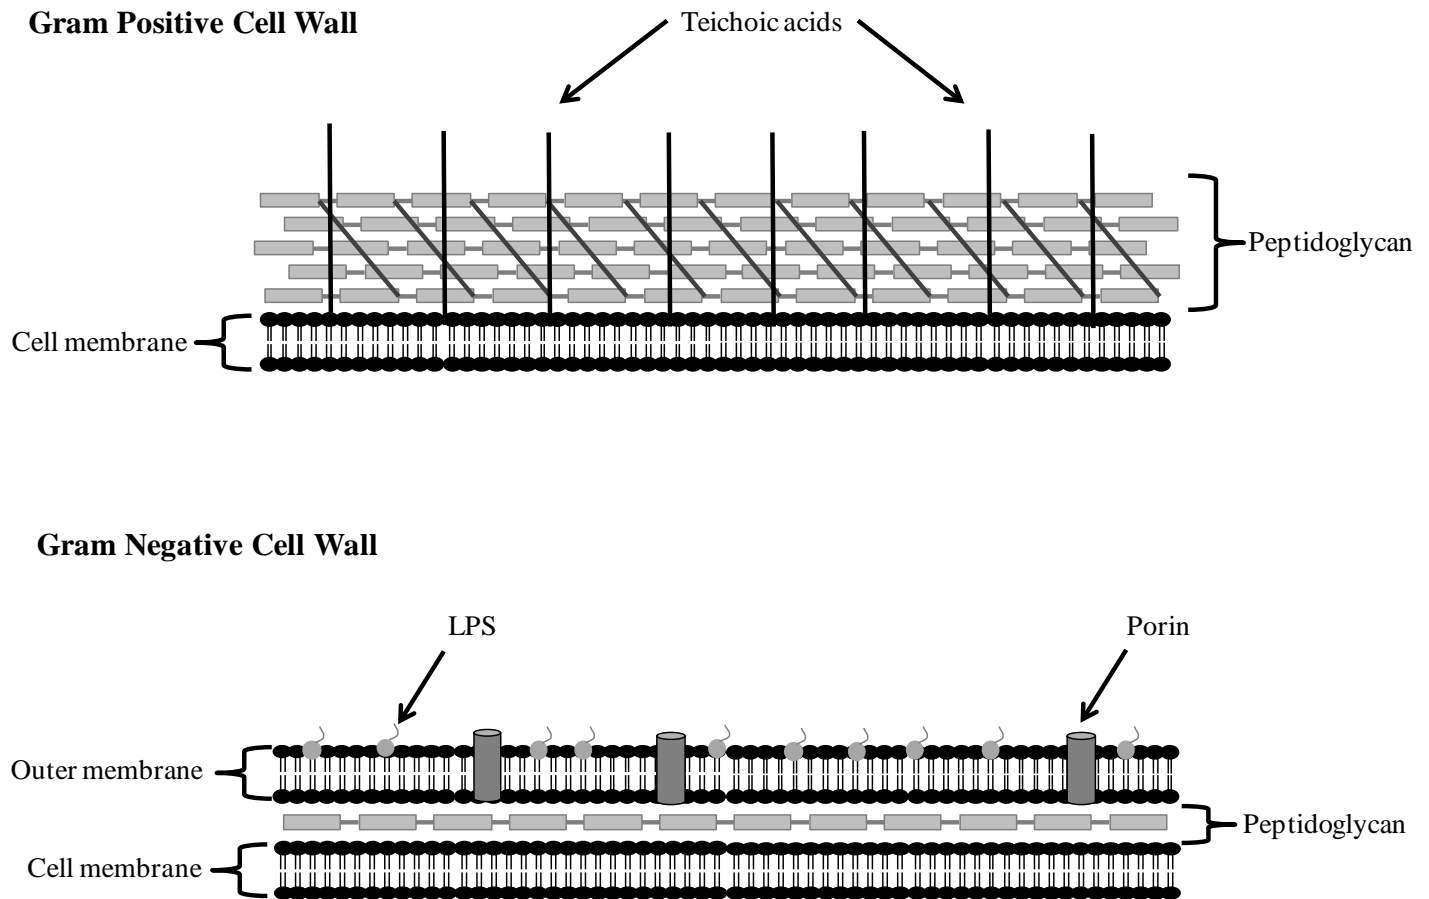 Gram Positive Cell Wall
Teichoic acids
Peptidoglycan
Cell membrane
Gram Negative Cell Wall
LPS
Porin
Outer membrane
Peptidoglycan
Cell membrane